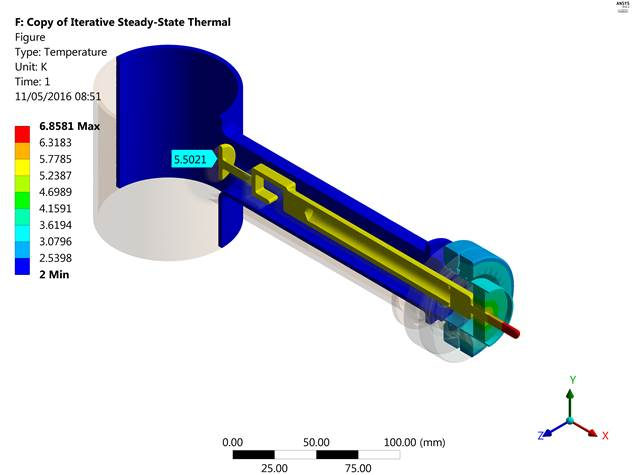 ANSYS
F: Copy of Iterative Steady-State Thermal
Figure
Type: Temperature
Unit: K
Time: 1
11/05/2016 08:51
6.8581 Max
6.3183
5.7785
5.2387
4.6989
4.1591
3.6194
3.0796
2.5398
2 Min
5.5021
Y
Z
X
0.00 50.00 100.00 (mm)
25.00 75.00